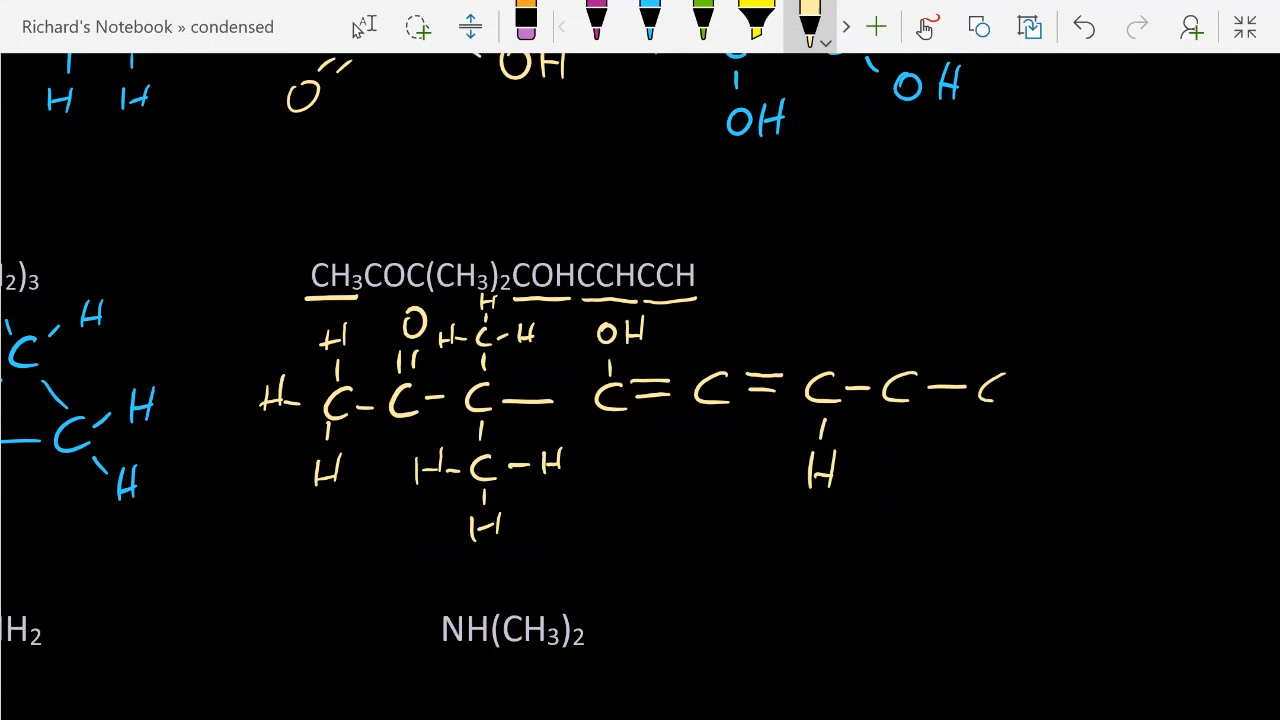 Richard's Notebook » condensed
H H O OH OH OH
2)3
CH3COC(CH3)2COHCCHCCH
H
C H H O H-C-H OH
H-C-C-C-C=C=C-C-C
C H H H-C-H H
H H
H2
NH(CH3)2